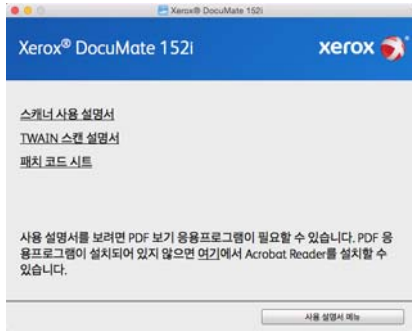 Xerox® DocuMate 152i
Xerox® DocuMate 152i
xerox
스캐너 사용 설명서
TWAIN 스캔 설명서
패치 코드 시트
사용 설명서를 보려면 PDF 보기 응용프로그램이 필요할 수 있습니다. PDF 응
용프로그램이 설치되어 있지 않으면 여기에서 Acrobat Reader를 설치할 수
있습니다.
사용 설명서 메뉴